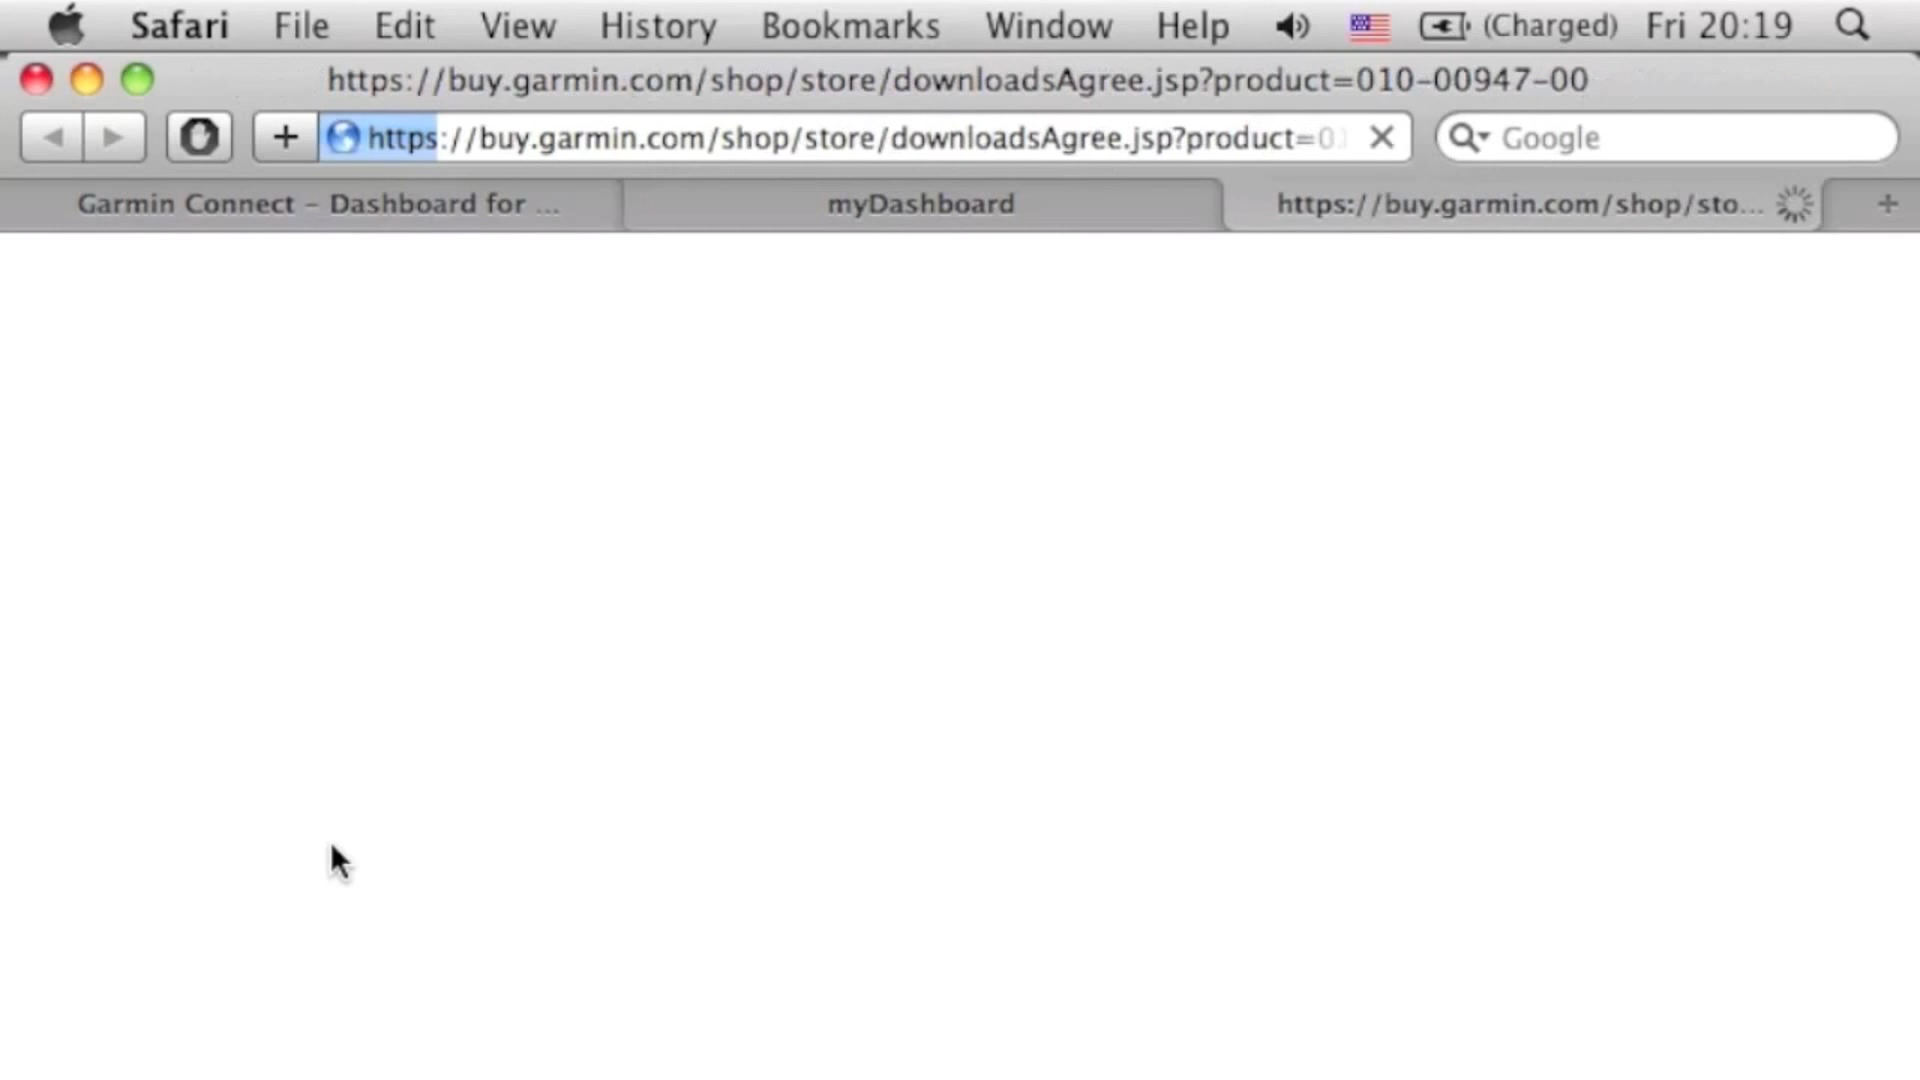 Safari File Edit View History Bookmarks Window Help (Charged) Fri 20:19
https://buy.garmin.com/shop/store/downloadsAgree.jsp?product=010-00947-00
+ https://buy.garmin.com/shop/store/downloadsAgree.jsp?product=0 Google
Garmin Connect – Dashboard for ... myDashboard https://buy.garmin.com/shop/sto... +